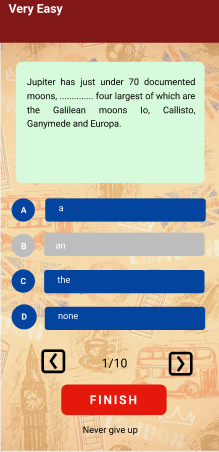 Very Easy
Jupiter has just under 70 documented
moons, .............. four largest of which are
the Galilean moons Io, Callisto,
Ganymede and Europa.
A a
B an
C the
D none
1/10
FINISH
Never give up